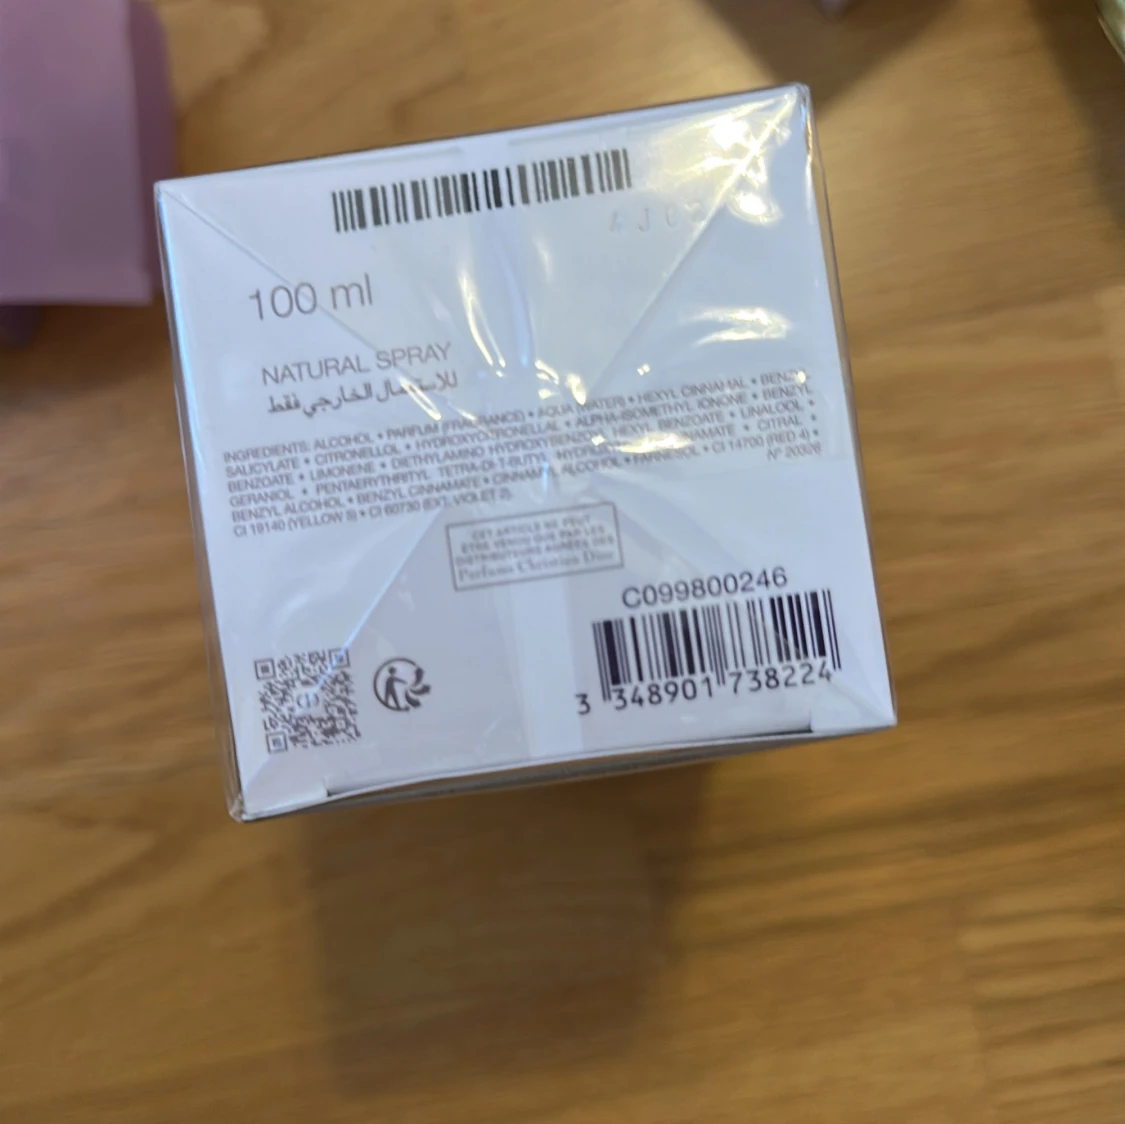 100 ml
NATURAL SPRAY
للاستعمال الخارجي فقط
INGREDIENTS: ALCOHOL • PARFUM (FRAGRANCE) • AQUA (WATER) • HEXYL CINNAMAL • BENZYL
SALICYLATE • CITRONELLOL • HYDROXYCITRONELLAL • ALPHA-ISOMETHYL IONONE • BENZYL
BENZOATE • LIMONENE • DIETHYLAMINO HYDROXYBENZOYL HEXYL BENZOATE • LINALOOL •
GERANIOL • PENTAERYTHRITYL TETRA-DI-T-BUTYL • CITRAL •
BENZYL ALCOHOL • BENZYL CINNAMATE • CINNAMYL ALCOHOL • FARNESOL • CI 14700 (RED 4) •
CI 19140 (YELLOW 5) • CI 60730 (EXT. VIOLET 2). N° 20326
CET ARTICLE NE PEUT
ÊTRE VENDU QUE PAR LES
DISTRIBUTEURS AGRÉÉS DES
Parfums Christian Dior
C099800246
3 348901 738224